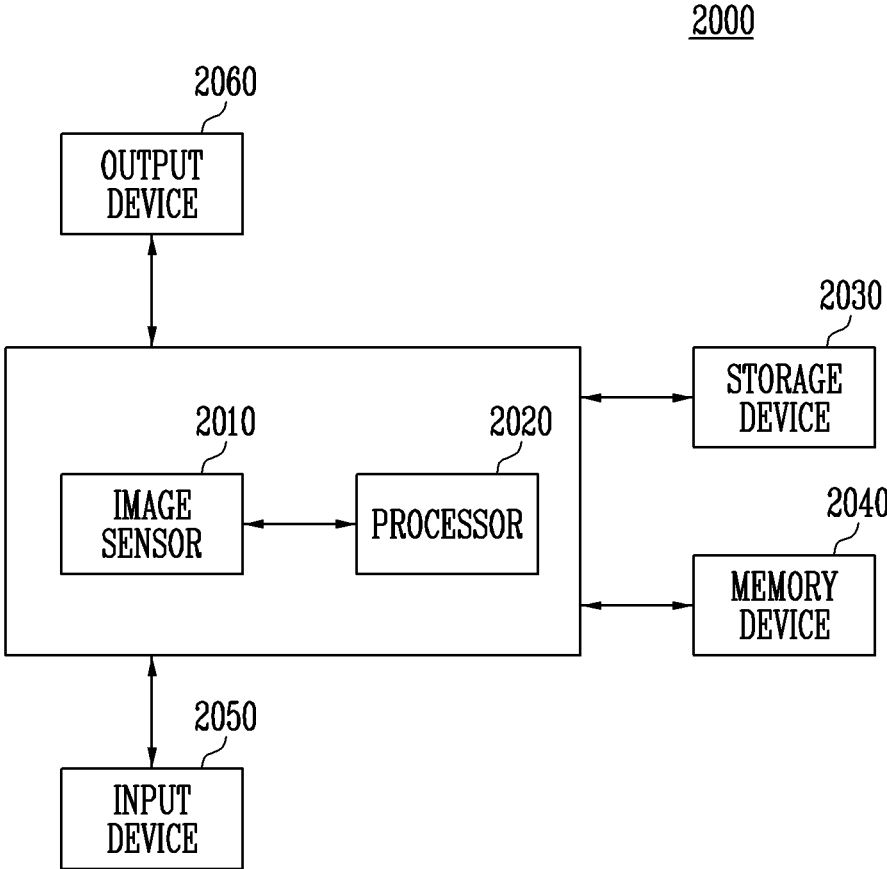 2000
2060
OUTPUT
DEVICE
2030
STORAGE
DEVICE
2010
IMAGE
SENSOR
2020
PROCESSOR
2040
MEMORY
DEVICE
2050
INPUT
DEVICE